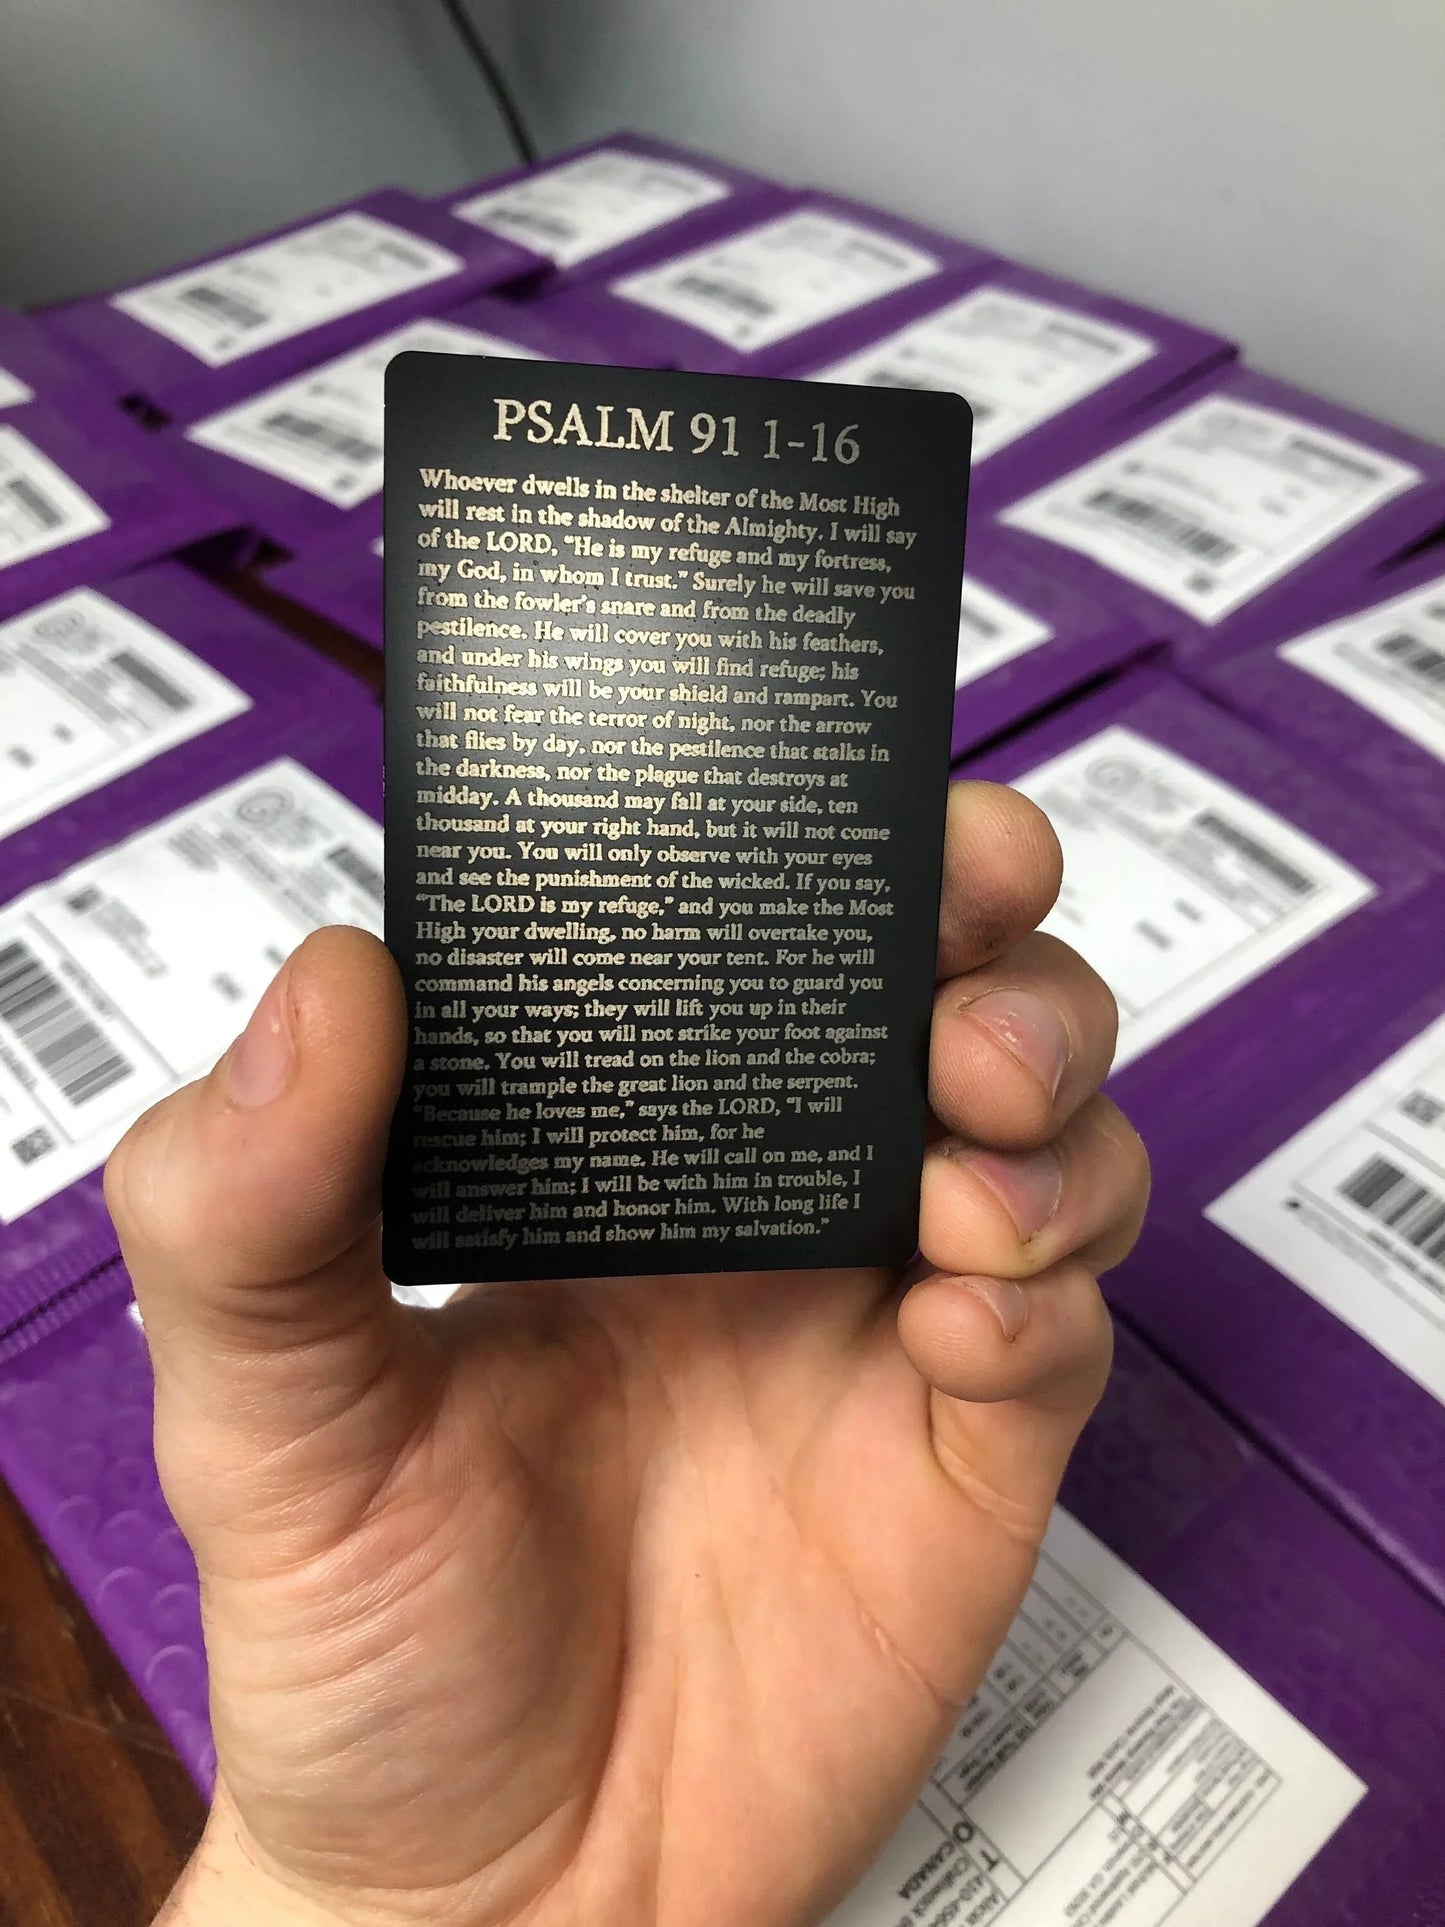 PSALM 91 1-16
Whoever dwells in the shelter of the Most High
will rest in the shadow of the Almighty. I will say
of the LORD, “He is my refuge and my fortress,
my God, in whom I trust.” Surely he will save you
from the fowler's snare and from the deadly
pestilence. He will cover you with his feathers,
and under his wings you will find refuge; his
faithfulness will be your shield and rampart. You
will not fear the terror of night, nor the arrow
that flies by day, nor the pestilence that stalks in
the darkness, nor the plague that destroys at
midday. A thousand may fall at your side, ten
thousand at your right hand, but it will not come
near you. You will only observe with your eyes
and see the punishment of the wicked. If you say,
“The LORD is my refuge,” and you make the Most
High your dwelling, no harm will overtake you,
no disaster will come near your tent. For he will
command his angels concerning you to guard you
in all your ways; they will lift you up in their
hands, so that you will not strike your foot against
a stone. You will tread on the lion and the cobra;
you will trample the great lion and the serpent.
“Because he loves me,” says the LORD, “I will
rescue him; I will protect him, for he
acknowledges my name. He will call on me, and I
will answer him; I will be with him in trouble, I
will deliver him and honor him. With long life I
will satisfy him and show him my salvation.”
CANADA